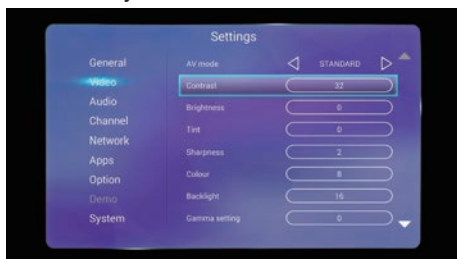 Settings
General
Video
Audio
Channel
Network
Apps
Option
Demo
System
AV mode STANDARD
Contrast 32
Brightness 0
Tint 0
Sharpness 2
Colour 8
Backlight 16
Gamma setting 0